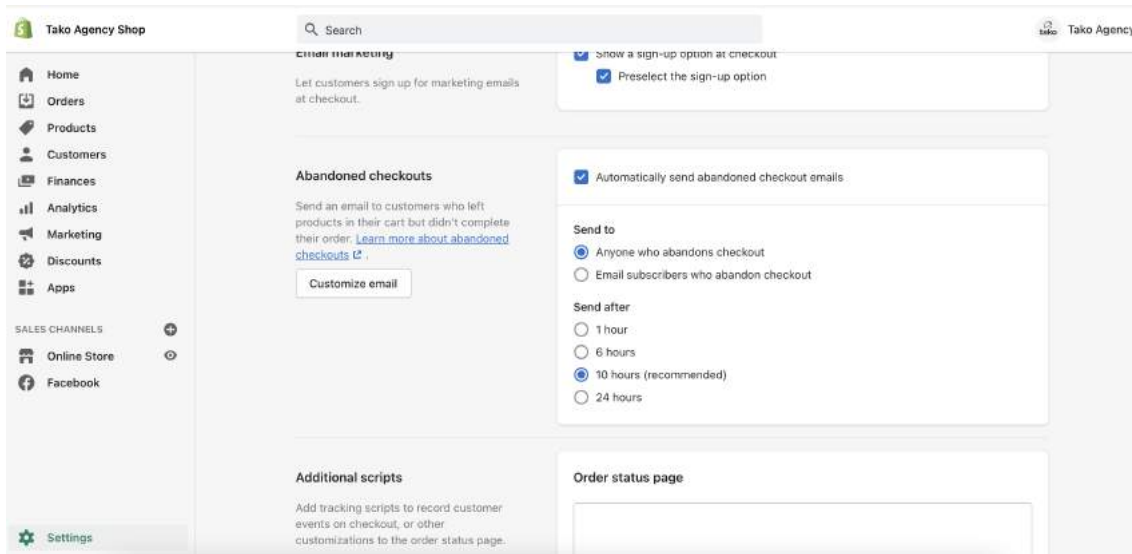 Tako Agency Shop
Search
tako
Tako Agency
Home
Orders
Products
Customers
Finances
Analytics
Marketing
Discounts
Apps
SALES CHANNELS
Online Store
Facebook
Settings
Email marketing
Let customers sign up for marketing emails
at checkout.
Show a sign-up option at checkout
Preselect the sign-up option
Abandoned checkouts
Send an email to customers who left
products in their cart but didn't complete
their order. Learn more about abandoned
checkouts .
Customize email
Automatically send abandoned checkout emails
Send to
Anyone who abandons checkout
Email subscribers who abandon checkout
Send after
1 hour
6 hours
10 hours (recommended)
24 hours
Additional scripts
Add tracking scripts to record customer
events on checkout, or other
customizations to the order status page.
Order status page